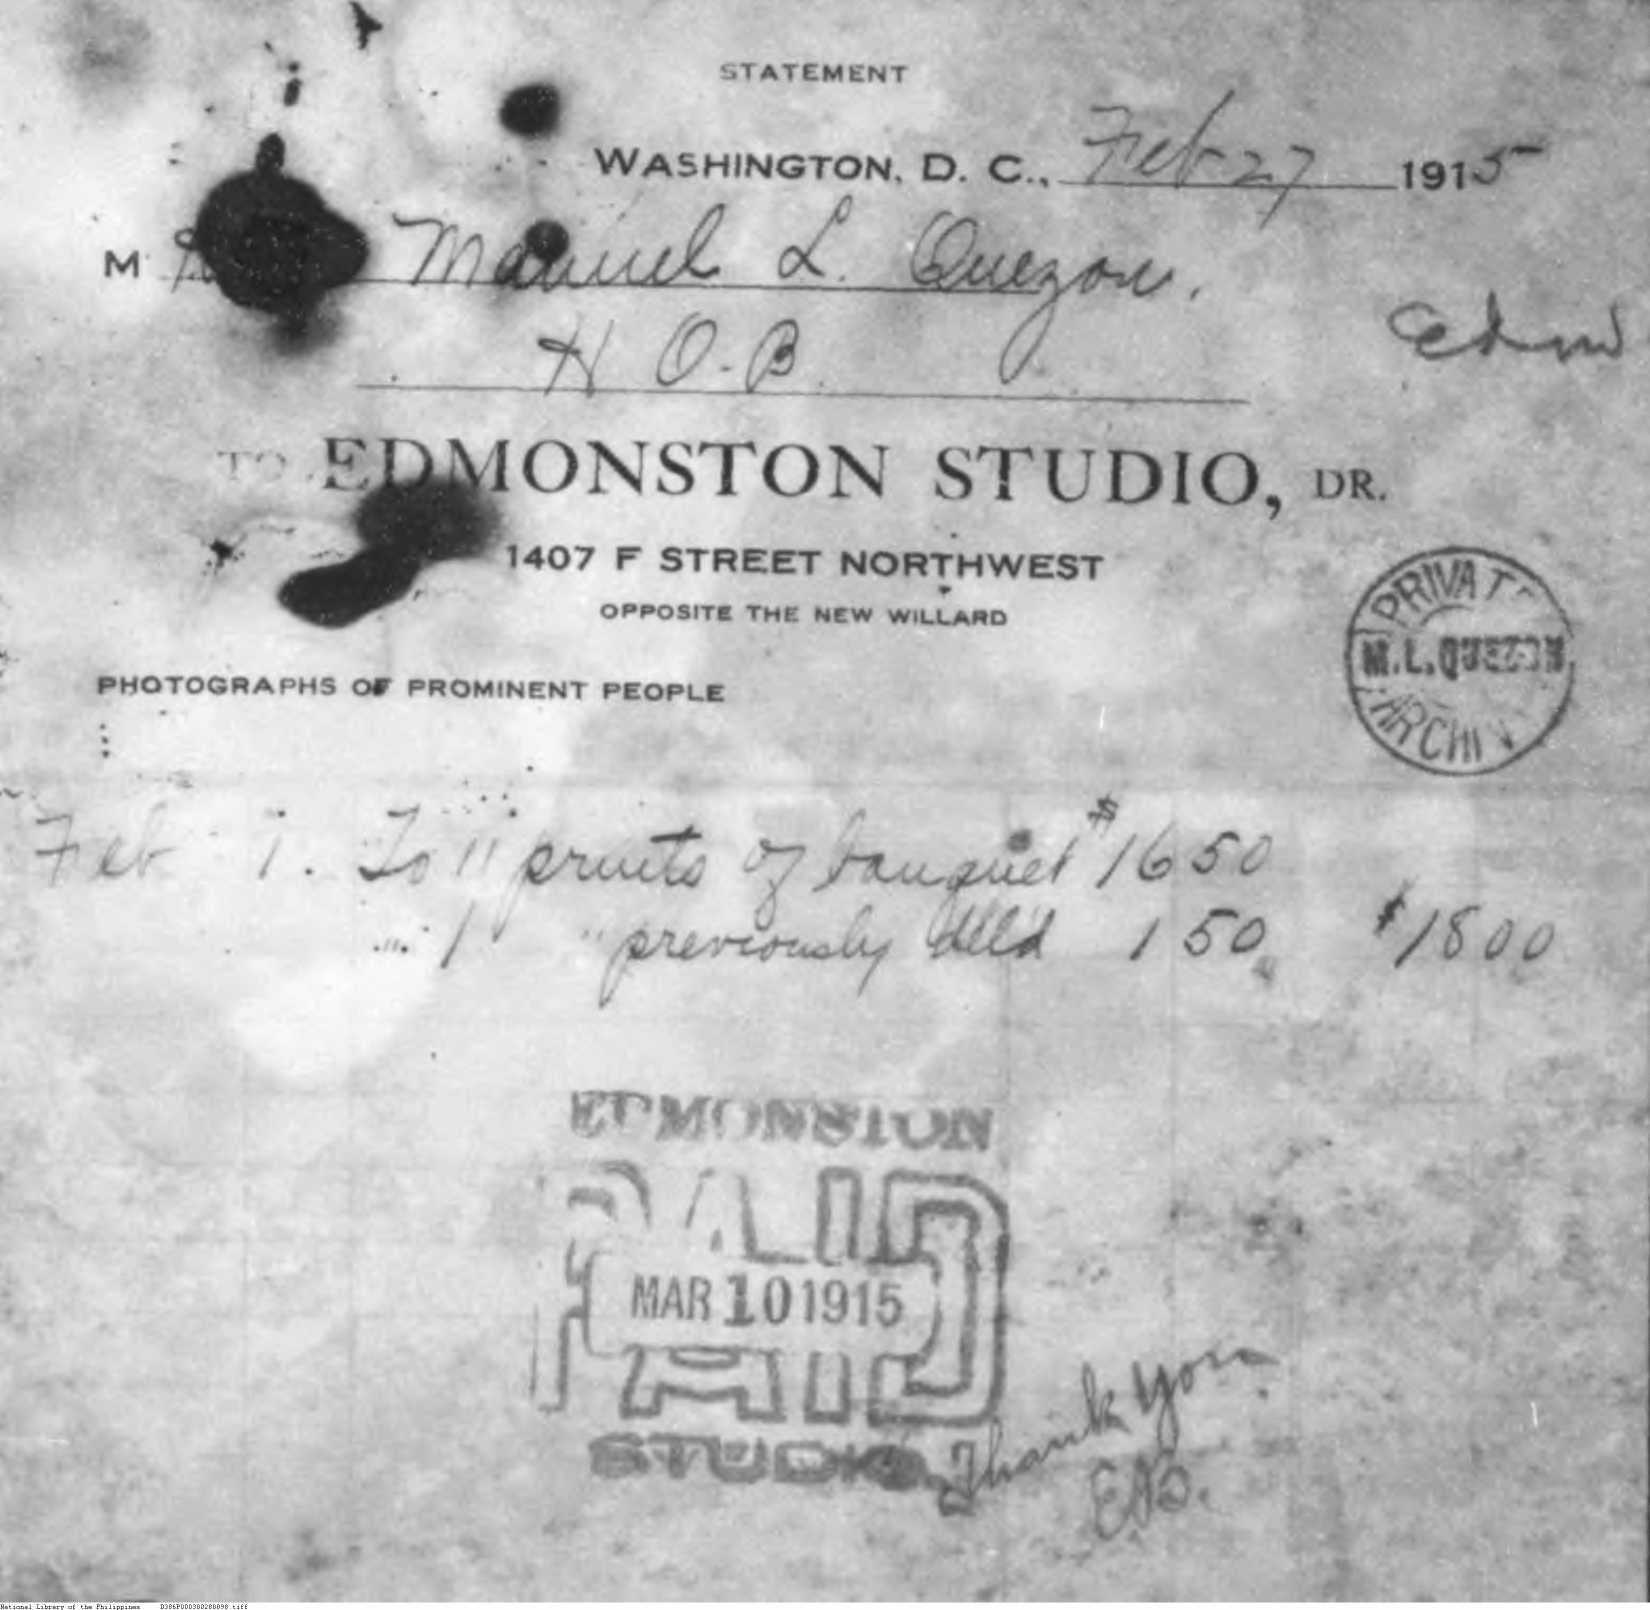 STATEMENT
WASHINGTON, D. C., Feb 27 1915
M Manuel L. Quezon.
H O.B.
Edm
TO EDMONSTON STUDIO, DR.
1407 F STREET NORTHWEST
OPPOSITE THE NEW WILLARD
PRIVATE
M. L. QUEZON
ARCHIV
PHOTOGRAPHS OF PROMINENT PEOPLE
Feb 1. To 11 prints of banquet $16 50
" 1 " previously del'd 1 50 $18 00
EDMONSTON
PAID
MAR 10 1915
PAID
STUDIO
Thank you
National Library of the Philippines